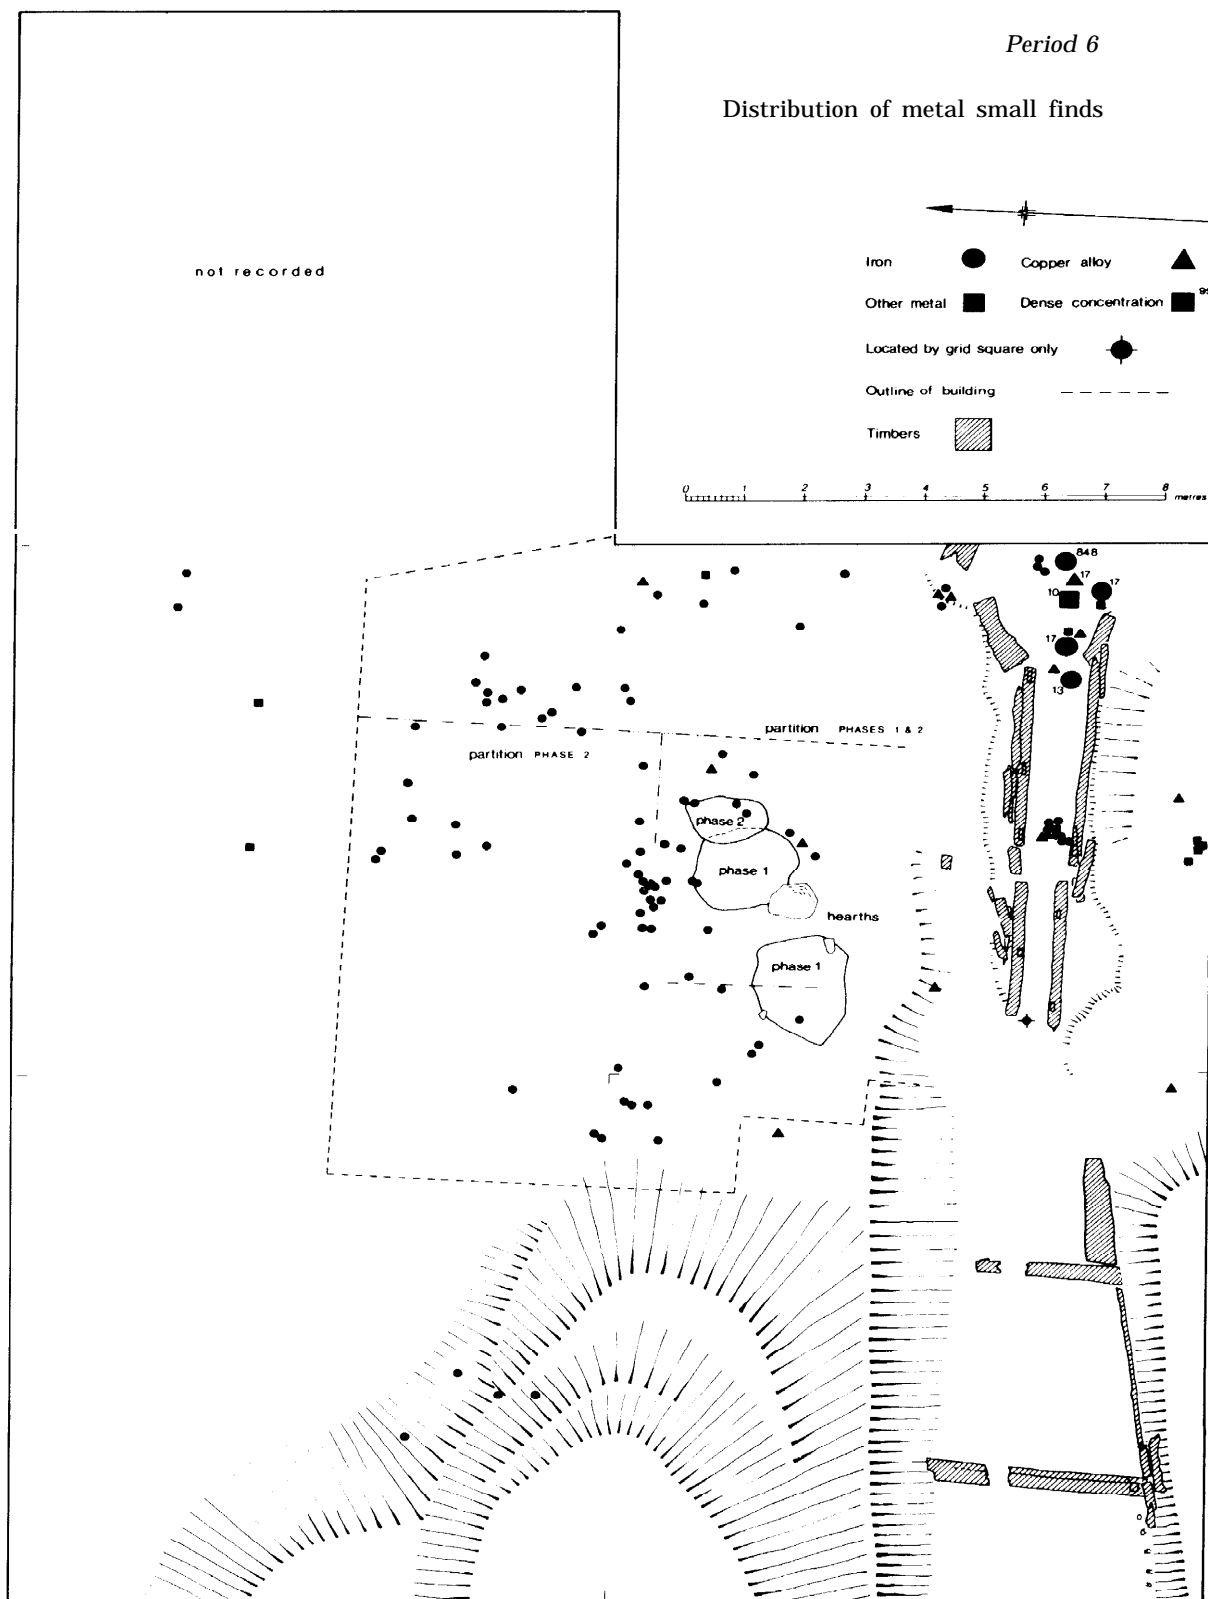 Period 6
Distribution of metal small finds
not recorded
Iron
Copper alloy
Other metal
Dense concentration
Located by grid square only
Outline of building
Timbers
0 1 2 3 4 5 6 7 8 metres
848
17
10
17
17
13
partition PHASES 1 & 2
partition PHASE 2
phase 2
phase 1
hearths
phase 1